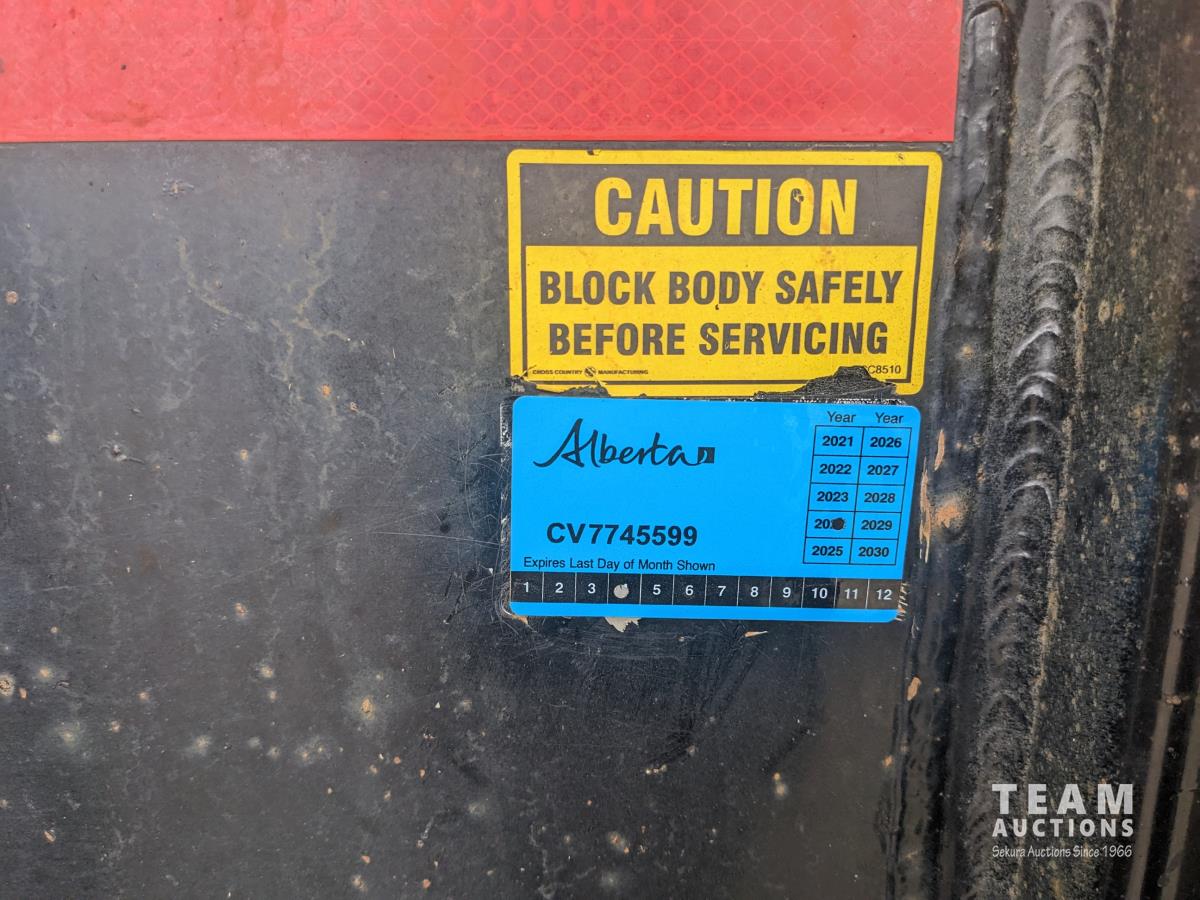 CAUTION
BLOCK BODY SAFELY
BEFORE SERVICING
CROSS COUNTRY MANUFACTURING
C8510
Alberta
Year Year
2021 2026
2022 2027
2023 2028
2029
2025 2030
CV7745599
Expires Last Day of Month Shown
1 2 3 5 6 7 8 9 10 11 12
TEAM
AUCTIONS
Sekura Auctions Since 1966